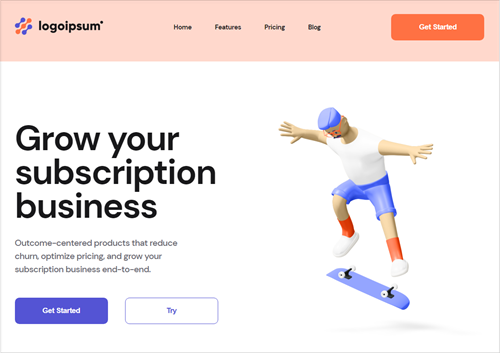 logoipsum
Home Features Pricing Blog Get Started
Grow your
subscription
business
Outcome-centered products that reduce
churn, optimize pricing, and grow your
subscription business end-to-end.
Get Started Try